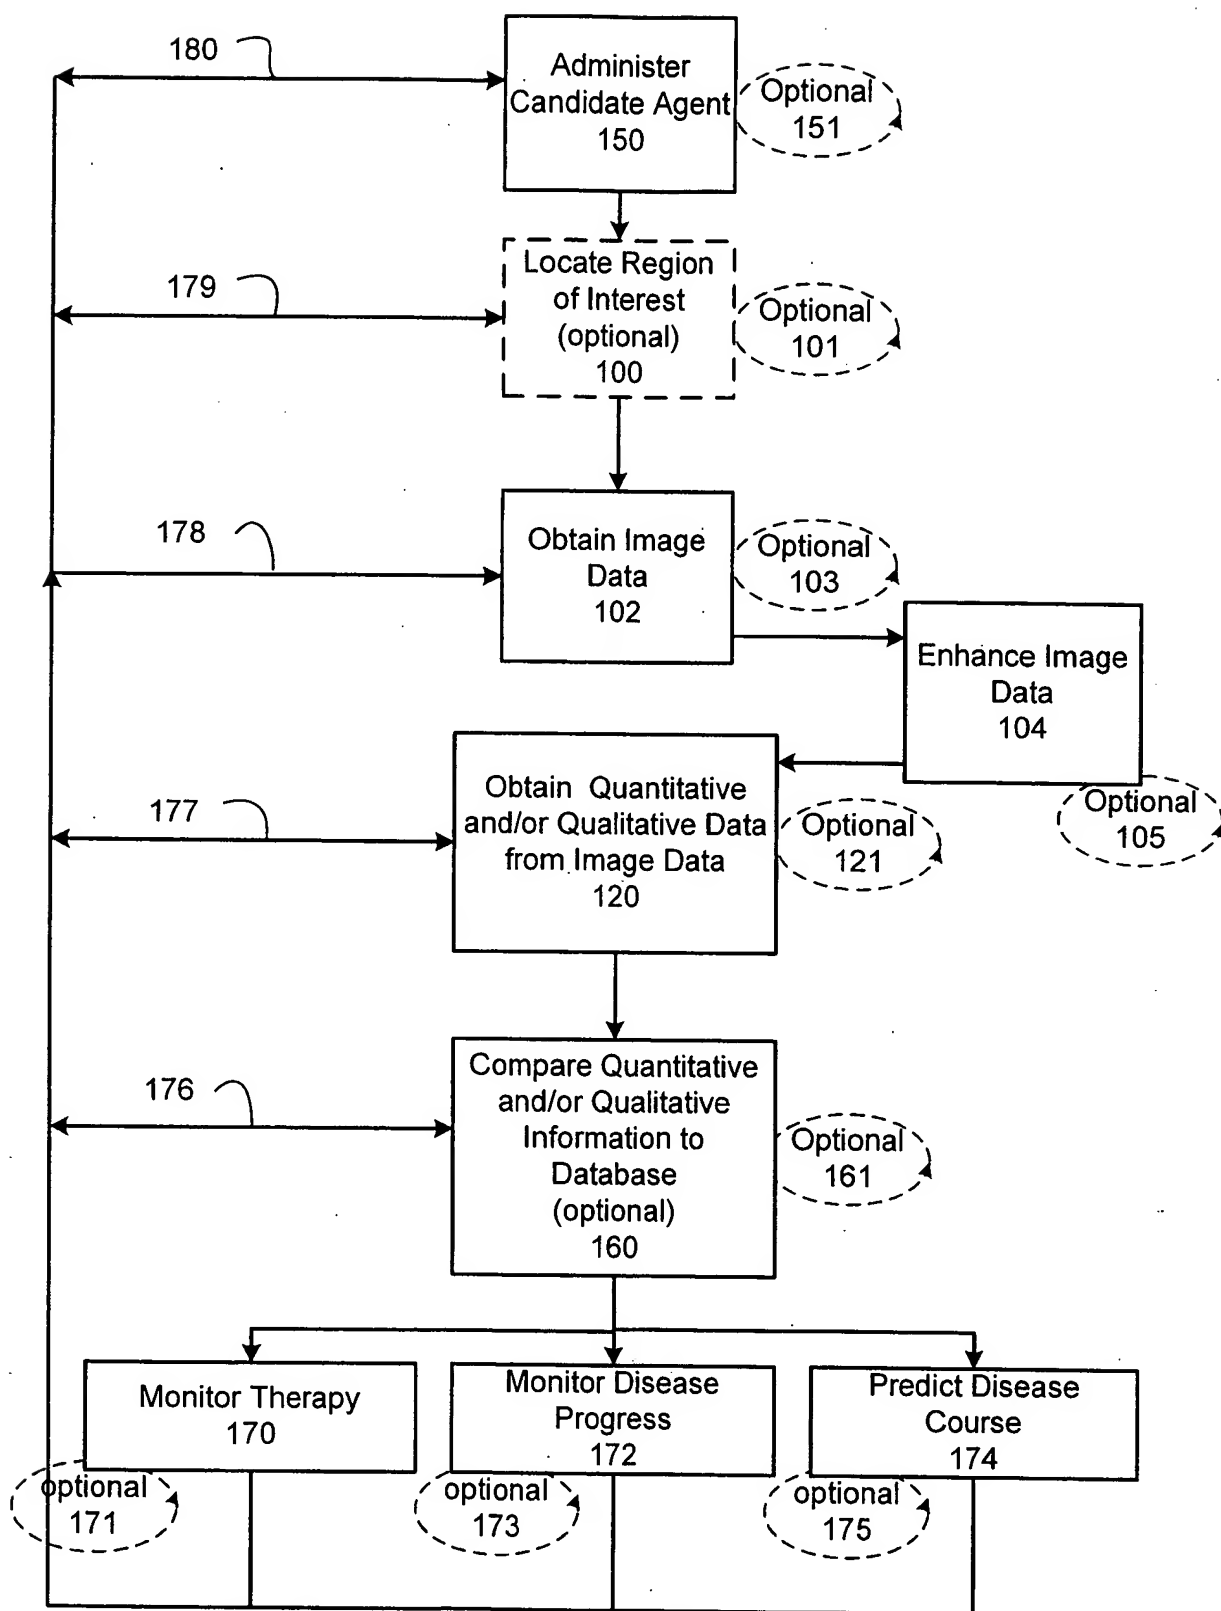 180
Administer
Candidate Agent
150
Optional
151
179
Locate Region
of Interest
(optional)
100
Optional
101
178
Obtain Image
Data
102
Optional
103
Enhance Image
Data
104
Optional
105
177
Obtain Quantitative
and/or Qualitative Data
from Image Data
120
Optional
121
176
Compare Quantitative
and/or Qualitative
Information to
Database
(optional)
160
Optional
161
Monitor Therapy
170
optional
171
Monitor Disease
Progress
172
optional
173
Predict Disease
Course
174
optional
175